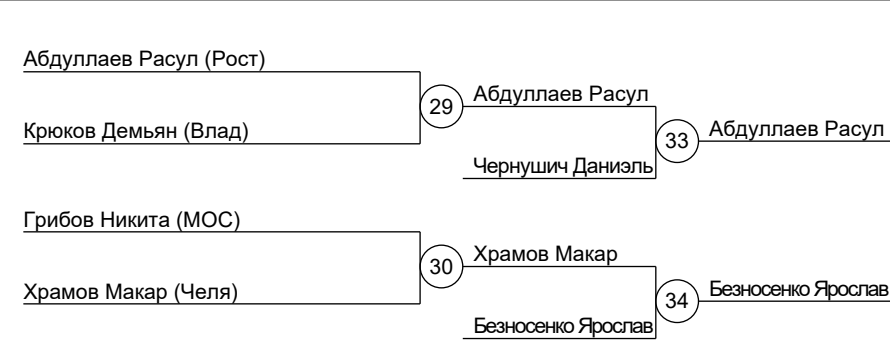 Абдуллаев Расул (Рост)
29
Абдуллаев Расул
Крюков Демьян (Влад)
33
Абдуллаев Расул
Чернушич Даниэль
Грибов Никита (МОС)
30
Храмов Макар
Храмов Макар (Челя)
34
Безносенко Ярослав
Безносенко Ярослав